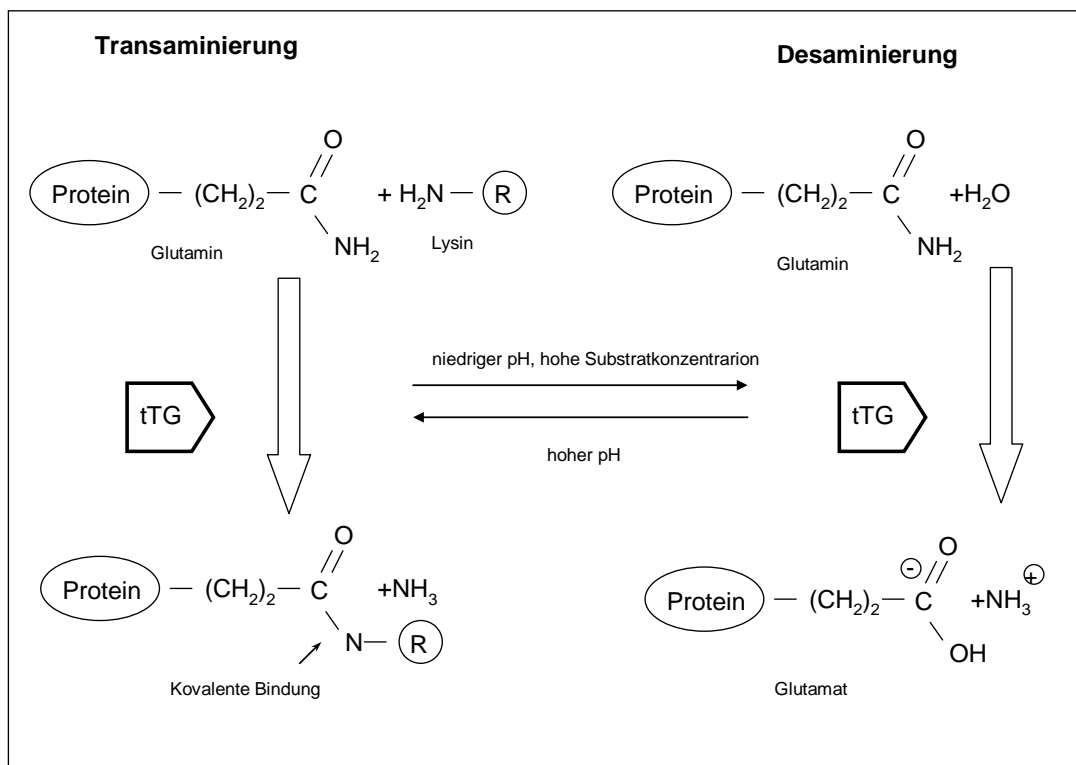 Transaminierung
Desaminierung
O
Protein — (CH₂)₂ — C + H₂N — R
NH₂
Glutamin
Lysin
O
Protein — (CH₂)₂ — C +H₂O
NH₂
Glutamin
niedriger pH, hohe Substratkonzentrarion
tTG
tTG
hoher pH
O
Protein — (CH₂)₂ — C +NH₃
N — R
Kovalente Bindung
- O +
Protein — (CH₂)₂ — C +NH₃
OH
Glutamat